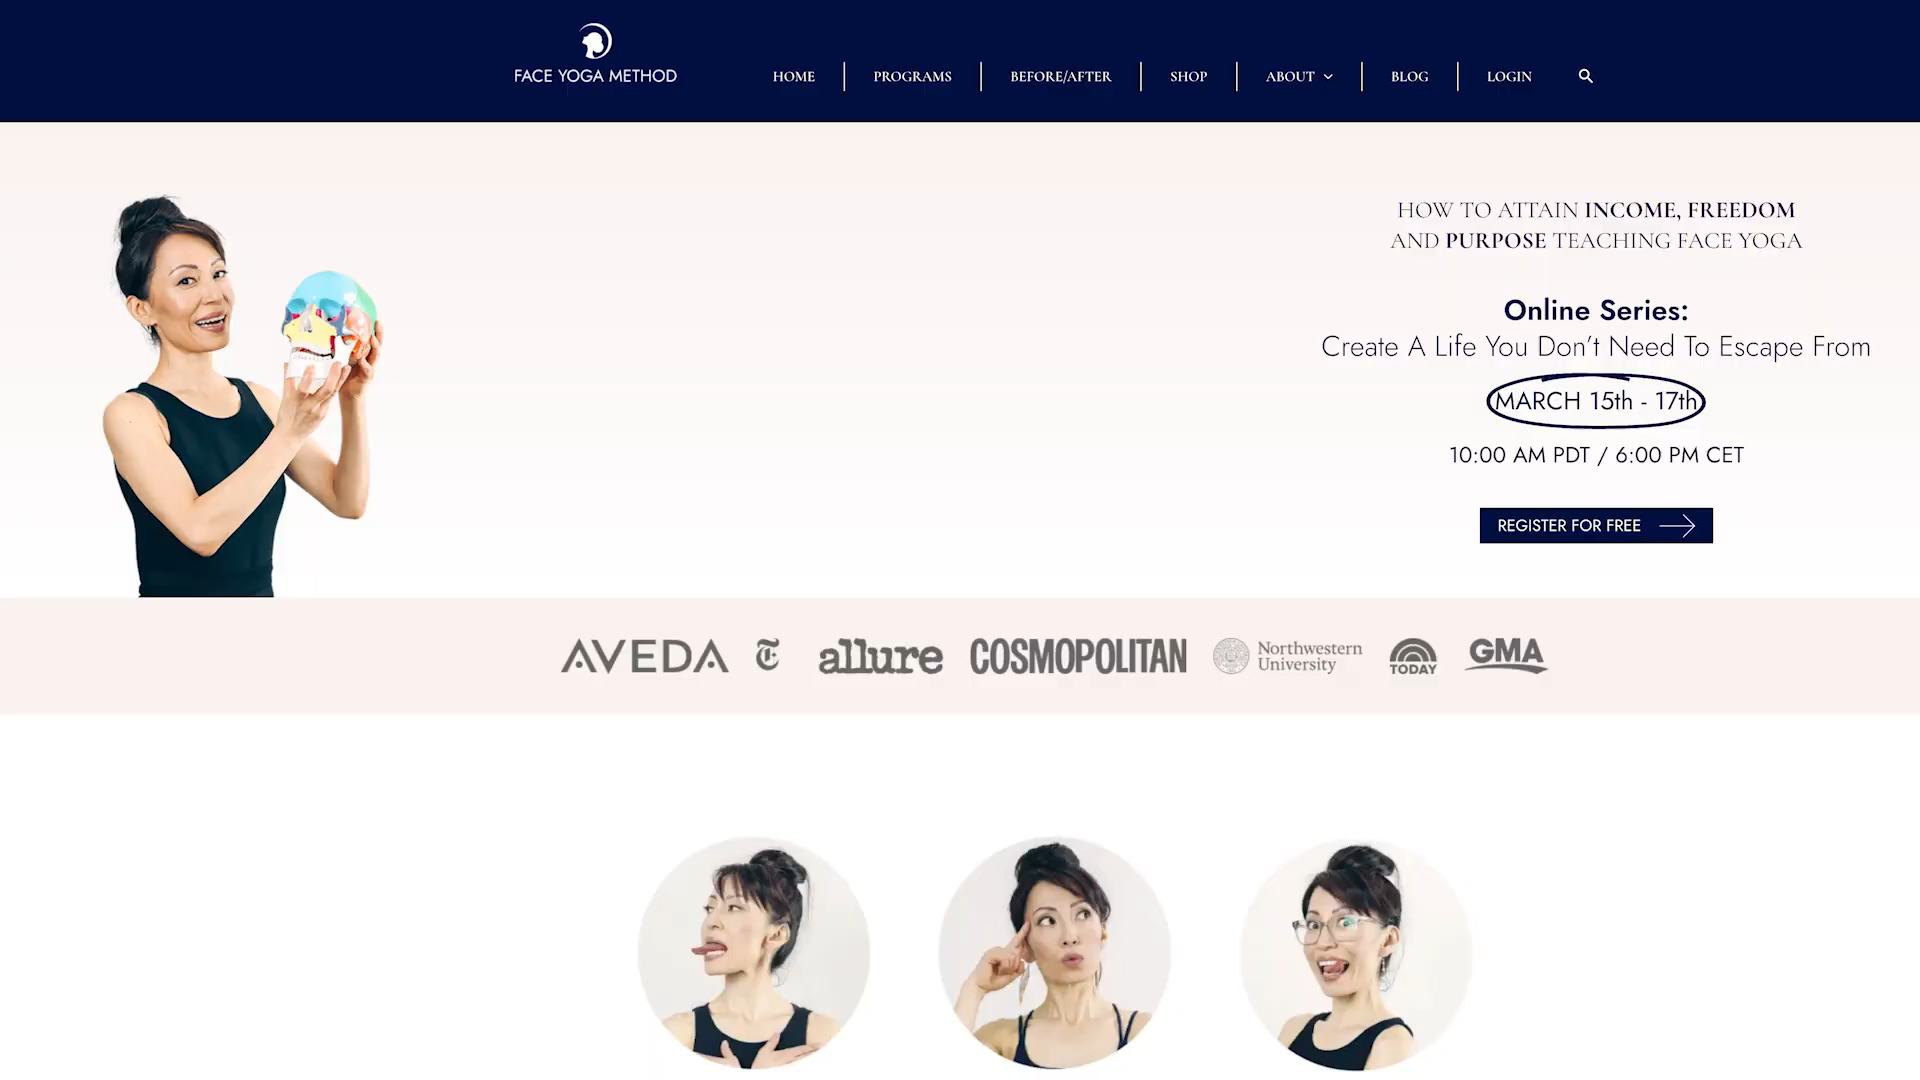 FACE YOGA METHOD
HOME
PROGRAMS
BEFORE/AFTER
SHOP
ABOUT
BLOG
LOGIN
HOW TO ATTAIN INCOME, FREEDOM
AND PURPOSE TEACHING FACE YOGA
Online Series:
Create A Life You Don't Need To Escape From
MARCH 15th - 17th
10:00 AM PDT / 6:00 PM CET
REGISTER FOR FREE
AVEDA
T
allure
COSMOPOLITAN
Northwestern
University
TODAY
GMA